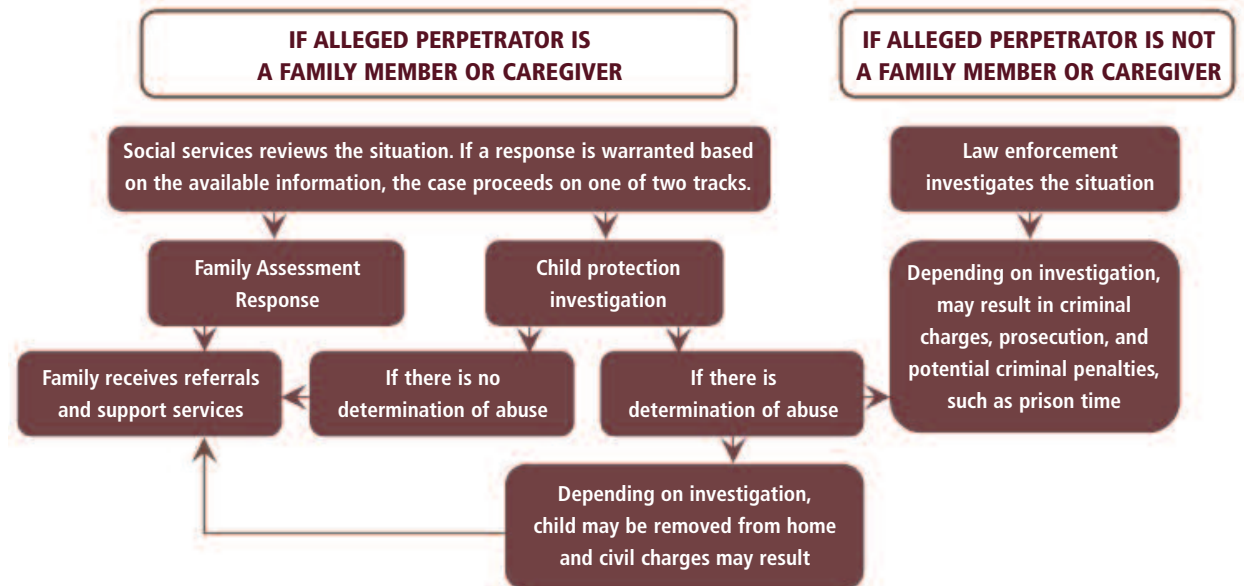 IF ALLEGED PERPETRATOR IS
A FAMILY MEMBER OR CAREGIVER
IF ALLEGED PERPETRATOR IS NOT
A FAMILY MEMBER OR CAREGIVER
Social services reviews the situation. If a response is warranted based
on the available information, the case proceeds on one of two tracks.
Law enforcement
investigates the situation
Family Assessment
Response
Child protection
investigation
Depending on investigation,
may result in criminal
charges, prosecution, and
potential criminal penalties,
such as prison time
Family receives referrals
and support services
If there is no
determination of abuse
If there is
determination of abuse
Depending on investigation,
child may be removed from home
and civil charges may result